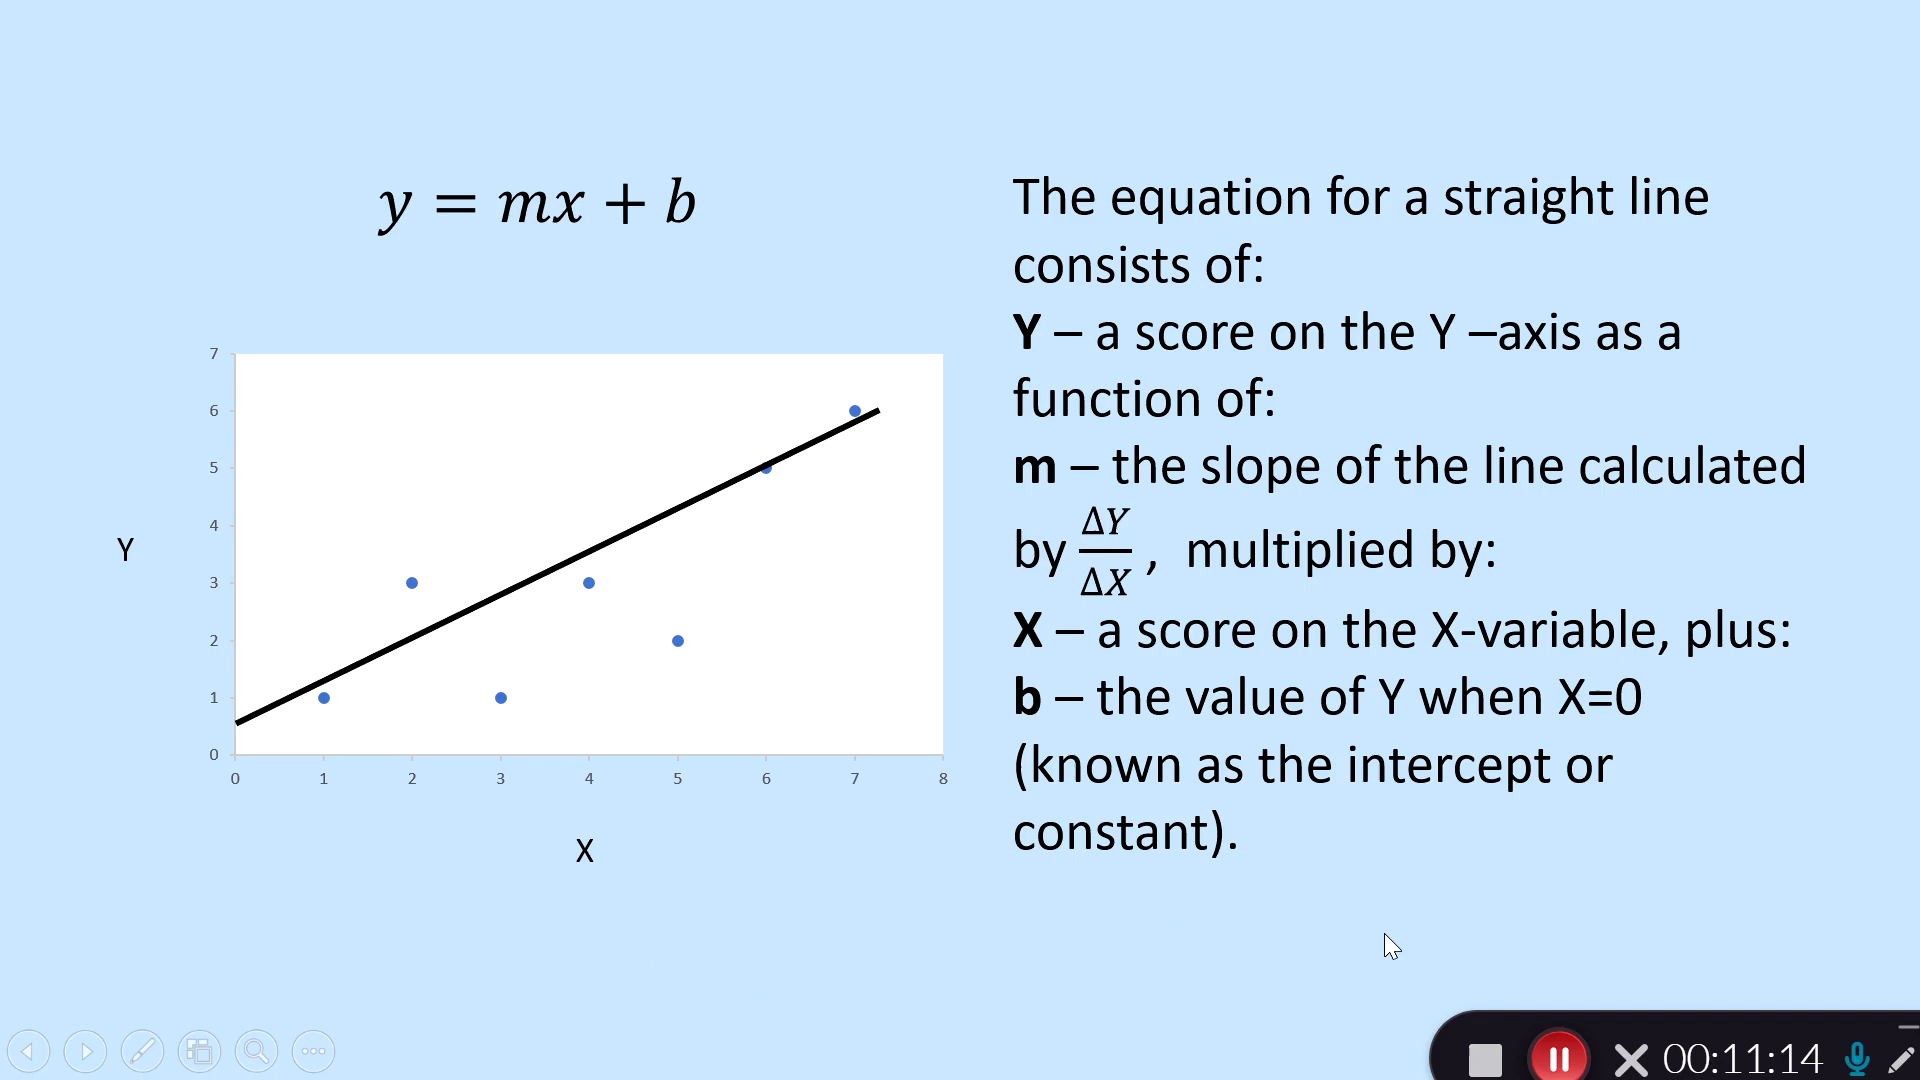 y = mx + b
The equation for a straight line
consists of:
Y – a score on the Y –axis as a
function of:
m – the slope of the line calculated
by ΔY/ΔX , multiplied by:
X – a score on the X-variable, plus:
b – the value of Y when X=0
(known as the intercept or
constant).
7
6
5
4
3
2
1
0
Y
0 1 2 3 4 5 6 7 8
X
00:11:14